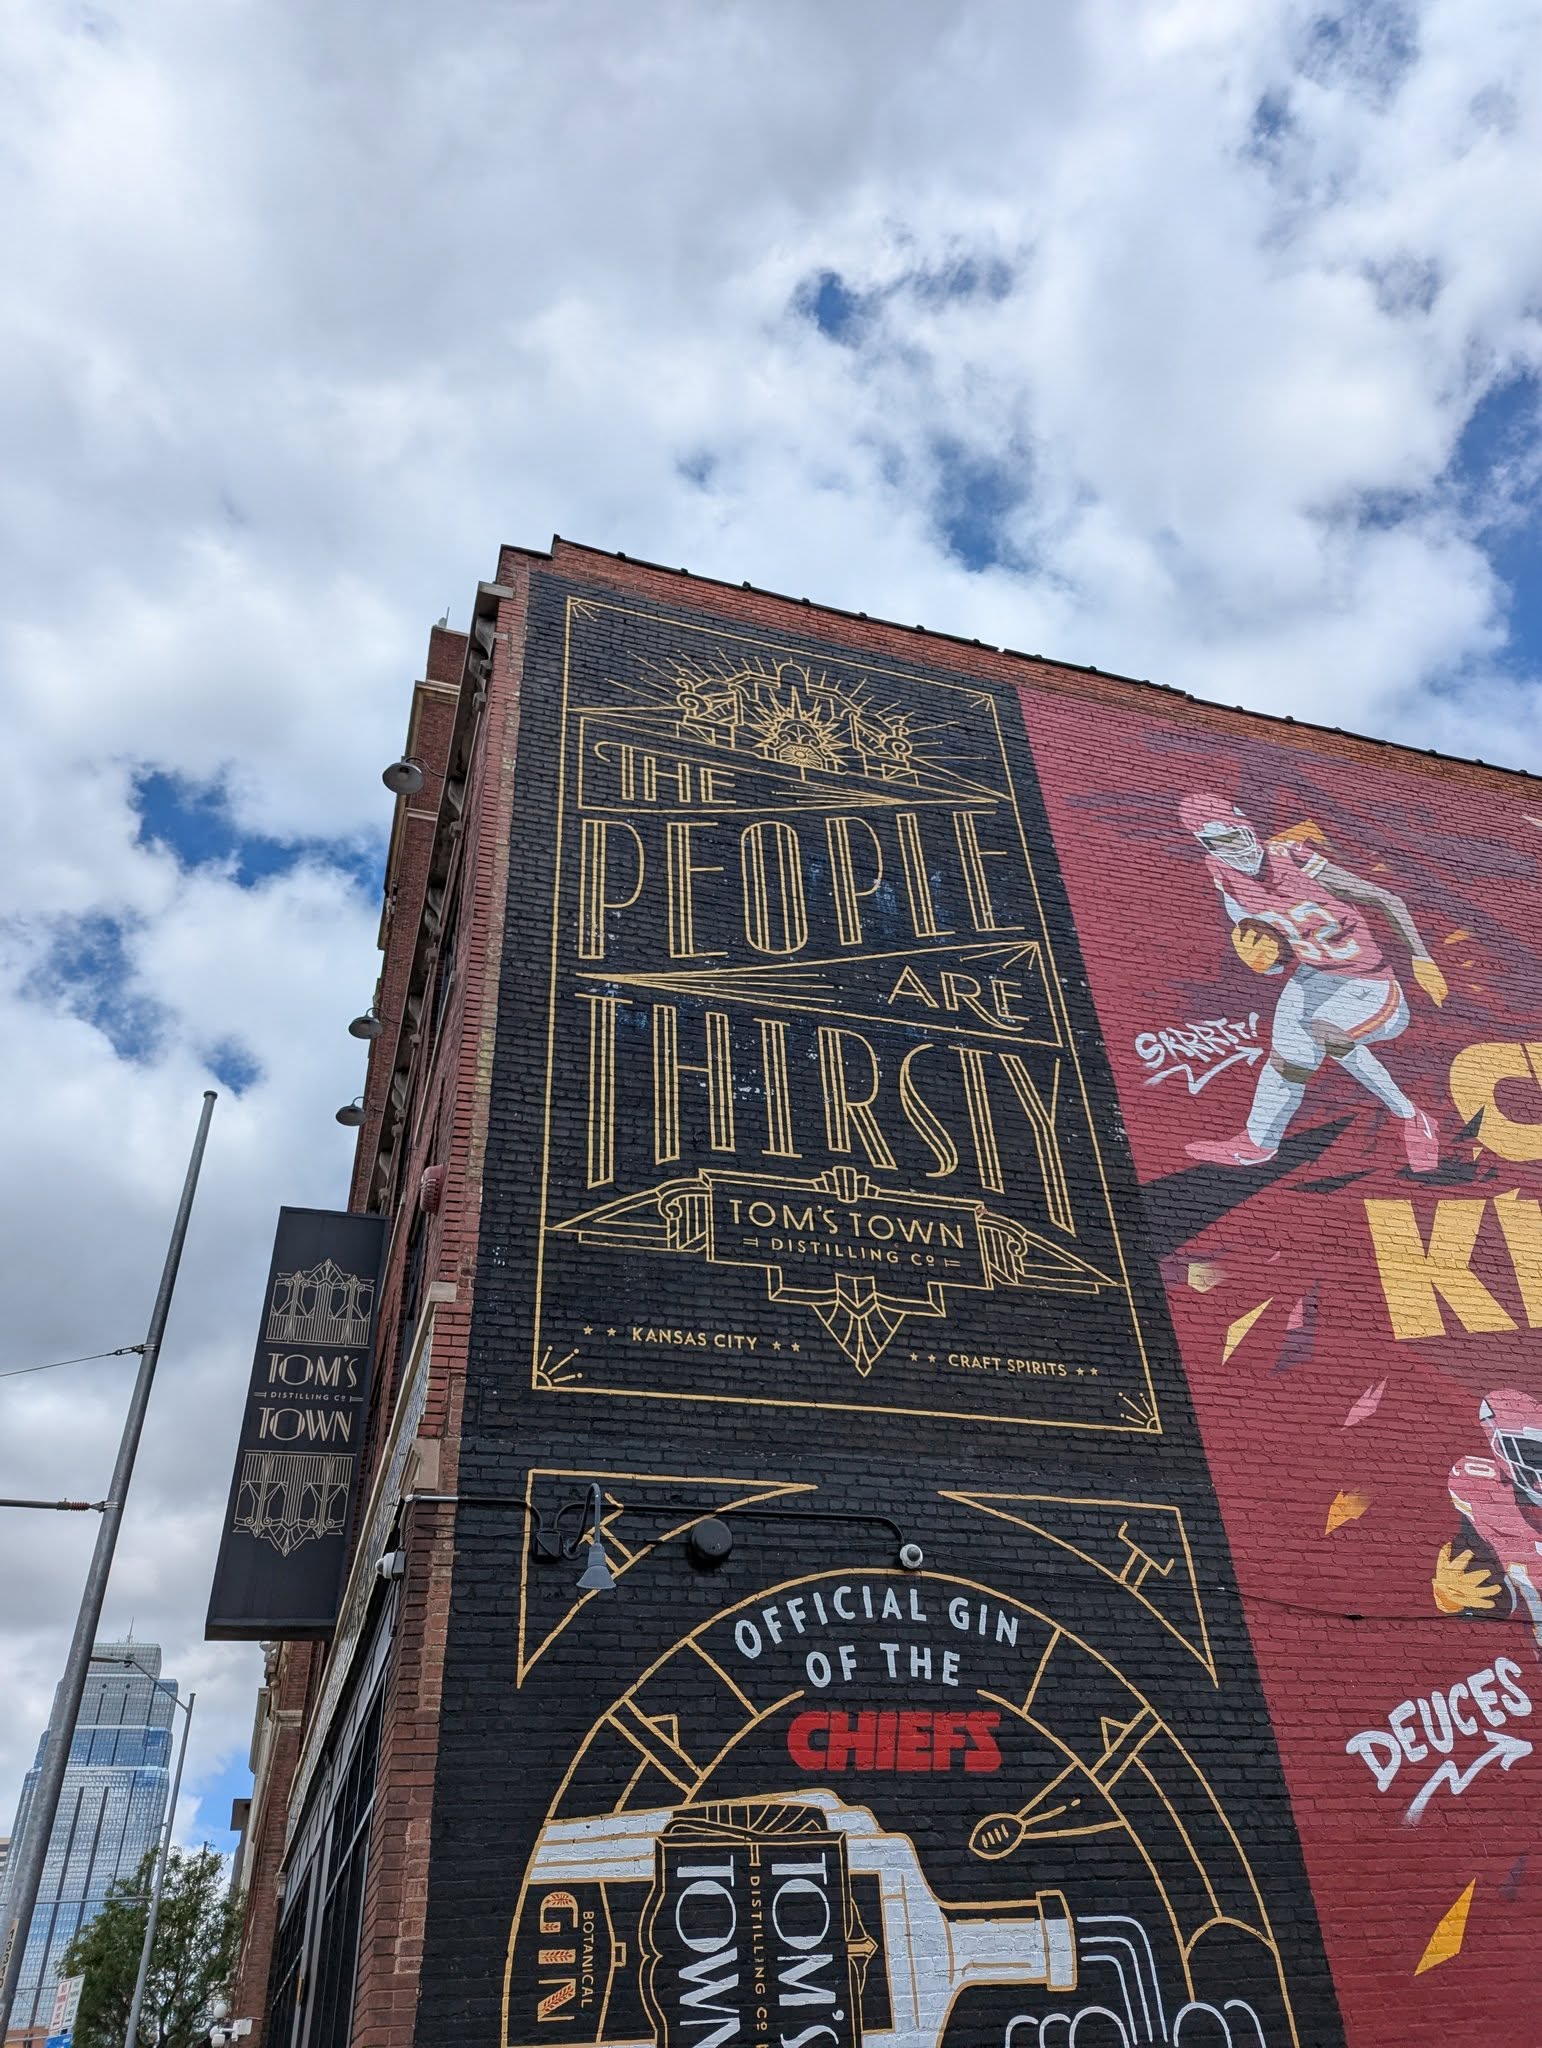 THE
PEOPLE
ARE
THIRSTY
TOM'S TOWN
DISTILLING Cº
KANSAS CITY
CRAFT SPIRITS
TOM'S
DISTILLING Cº
TOWN
OFFICIAL GIN
OF THE
CHIEFS
TOM'S
DISTILLING Cº
TOWN
BOTANICAL
GIN
SKRRTT!
DEUCES